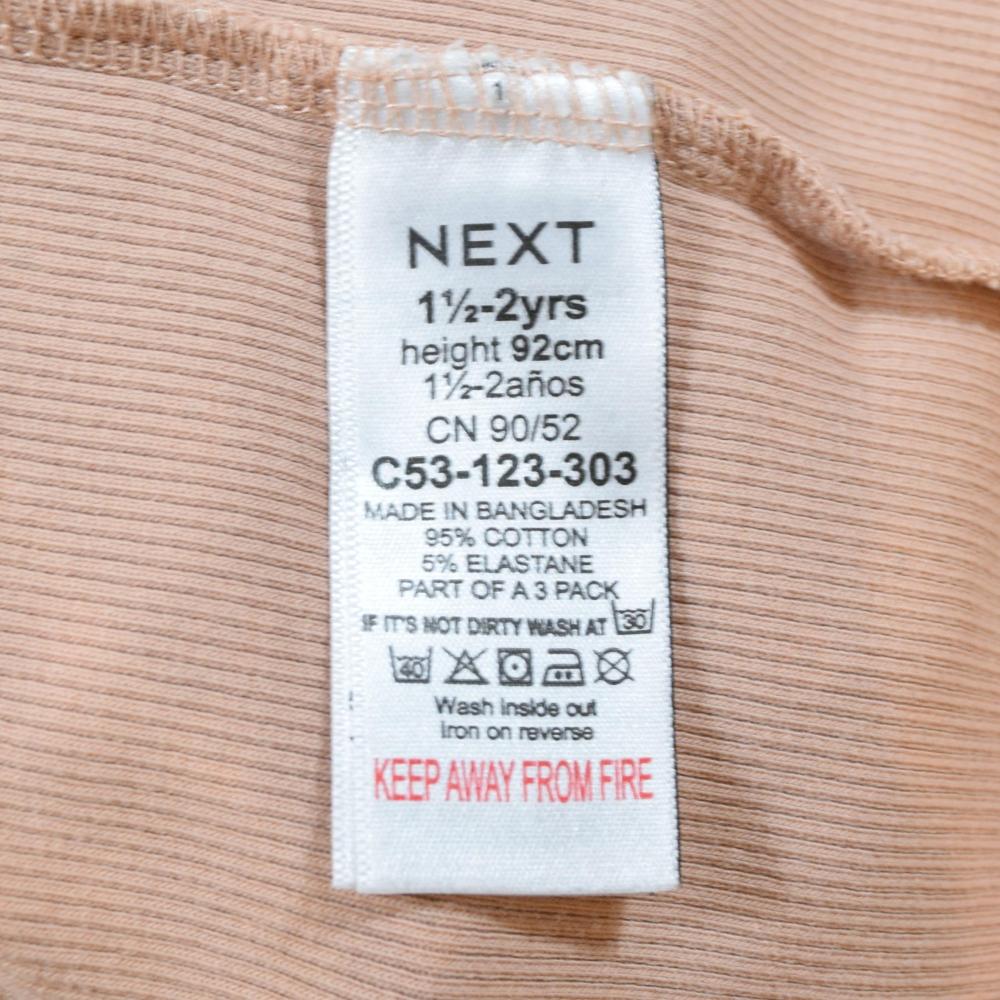 1
NEXT
1½-2yrs
height 92cm
1½-2años
CN 90/52
C53-123-303
MADE IN BANGLADESH
95% COTTON
5% ELASTANE
PART OF A 3 PACK
IF IT'S NOT DIRTY WASH AT 30
40
Wash inside out
Iron on reverse
KEEP AWAY FROM FIRE